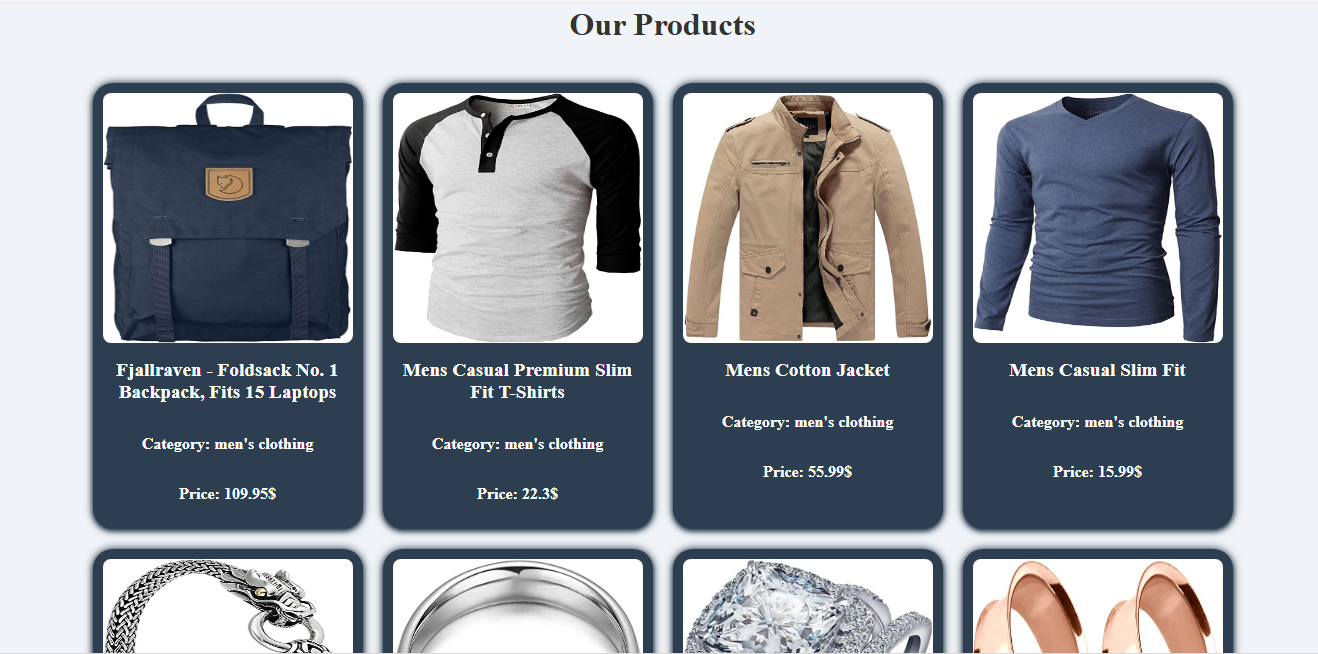 Our Products
Fjallraven - Foldsack No. 1
Backpack, Fits 15 Laptops
Category: men's clothing
Price: 109.95$
Mens Casual Premium Slim
Fit T-Shirts
Category: men's clothing
Price: 22.3$
Mens Cotton Jacket
Category: men's clothing
Price: 55.99$
Mens Casual Slim Fit
Category: men's clothing
Price: 15.99$